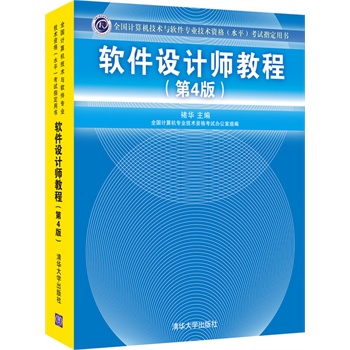 全国计算机技术与软件专业技术资格（水平）考试指定用书
软件设计师教程
（第4版）
褚华 主编
全国计算机专业技术资格考试办公室组编
清华大学出版社
全国计算机技术与软件专业
技术资格（水平）考试指定用书
软件设计师教程（第4版）
清华大学出版社